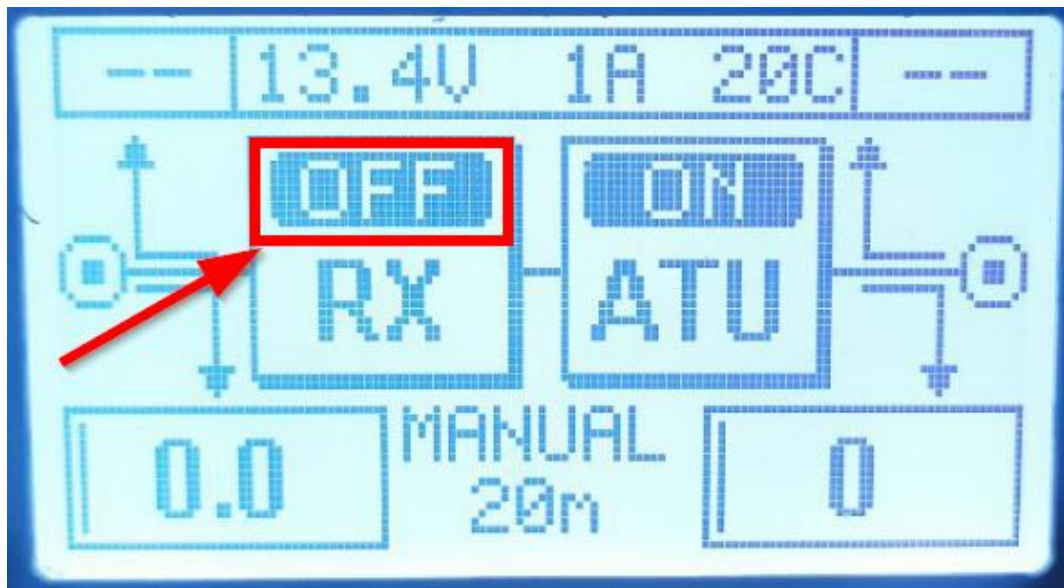 -- 13.4V 1A 20C --
OFF ON
RX ATU
MANUAL
0.0 20m 0